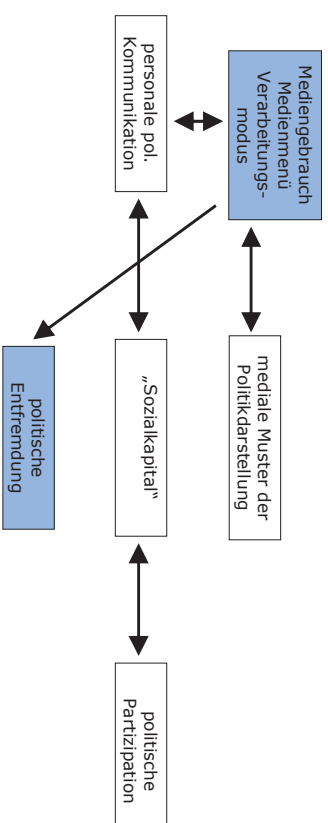 Mediengebrauch
Medienmenü
Verarbeitungs-
modus
mediale Muster der
Politikdarstellung
personale pol.
Kommunikation
„Sozialkapital“
politische
Partizipation
politische
Entfremdung